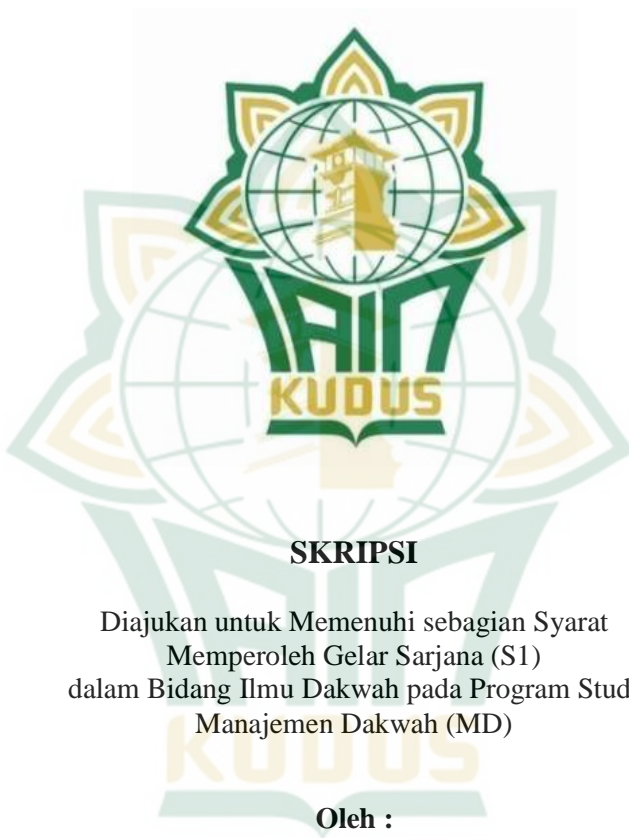 IAIN
KUDUS
SKRIPSI
Diajukan untuk Memenuhi sebagian Syarat
Memperoleh Gelar Sarjana (S1)
dalam Bidang Ilmu Dakwah pada Program Stud
Manajemen Dakwah (MD)
KUDUS
Oleh :